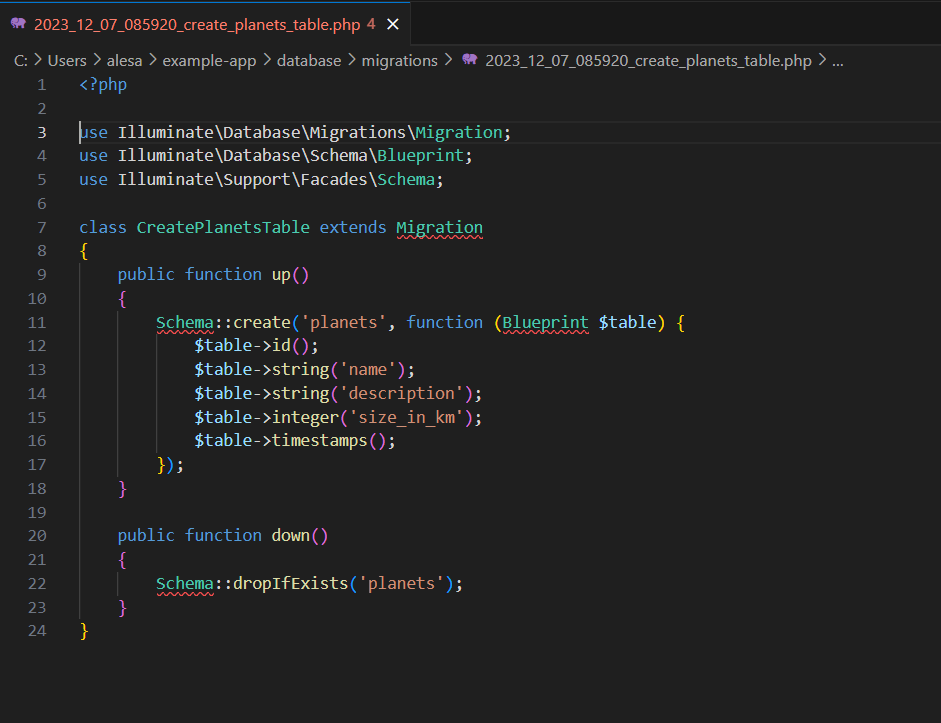 2023_12_07_085920_create_planets_table.php 4 ×
C: > Users > alesa > example-app > database > migrations > 2023_12_07_085920_create_planets_table.php > ...
1 <?php
2
3 use Illuminate\Database\Migrations\Migration;
4 use Illuminate\Database\Schema\Blueprint;
5 use Illuminate\Support\Facades\Schema;
6
7 class CreatePlanetsTable extends Migration
8 {
9     public function up()
10     {
11         Schema::create('planets', function (Blueprint $table) {
12             $table->id();
13             $table->string('name');
14             $table->string('description');
15             $table->integer('size_in_km');
16             $table->timestamps();
17         });
18     }
19
20     public function down()
21     {
22         Schema::dropIfExists('planets');
23     }
24 }